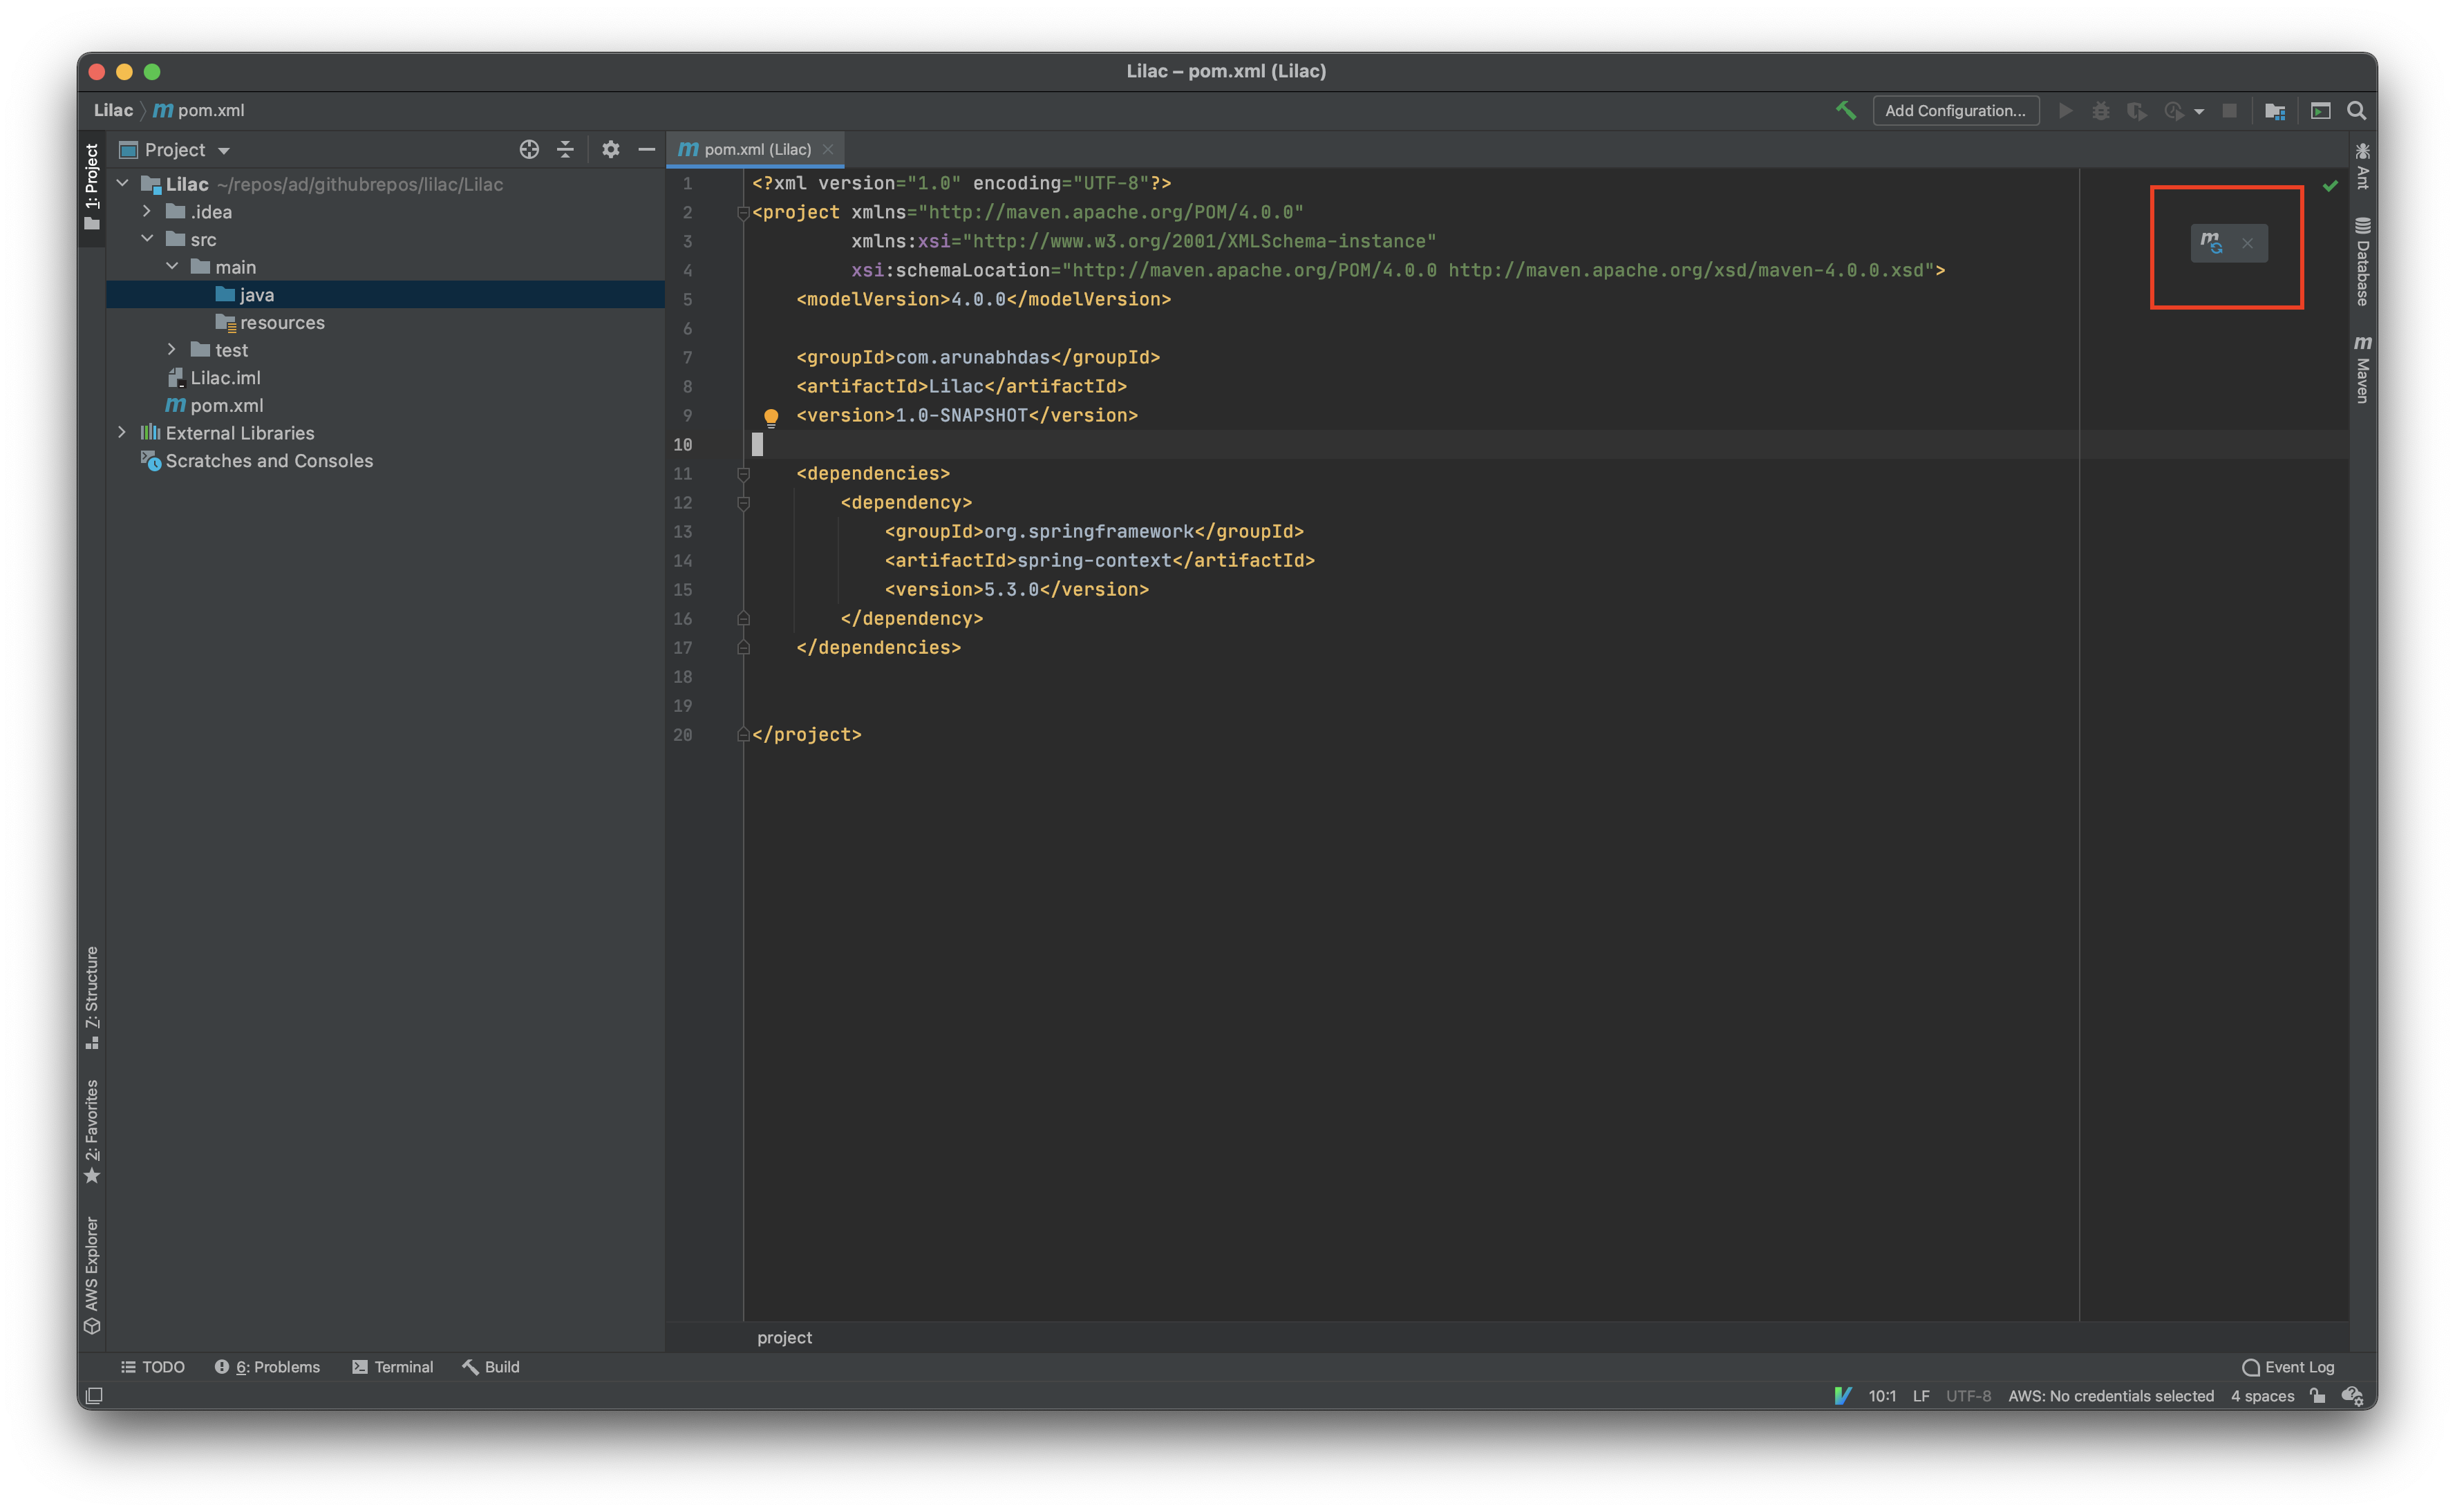 Lilac – pom.xml (Lilac)
Lilac
m pom.xml
Add Configuration...
1: Project
Project
m pom.xml (Lilac)
Lilac ~/repos/ad/githubrepos/lilac/Lilac
.idea
src
main
java
resources
test
Lilac.iml
m pom.xml
External Libraries
Scratches and Consoles
1 <?xml version="1.0" encoding="UTF-8"?>
2 <project xmlns="http://maven.apache.org/POM/4.0.0"
3 xmlns:xsi="http://www.w3.org/2001/XMLSchema-instance"
4 xsi:schemaLocation="http://maven.apache.org/POM/4.0.0 http://maven.apache.org/xsd/maven-4.0.0.xsd">
5 <modelVersion>4.0.0</modelVersion>
6
7 <groupId>com.arunabhdas</groupId>
8 <artifactId>Lilac</artifactId>
9 <version>1.0-SNAPSHOT</version>
10
11 <dependencies>
12 <dependency>
13 <groupId>org.springframework</groupId>
14 <artifactId>spring-context</artifactId>
15 <version>5.3.0</version>
16 </dependency>
17 </dependencies>
18
19
20 </project>
m
Ant
Database
m Maven
Z: Structure
2: Favorites
AWS Explorer
project
TODO
6: Problems
Terminal
Build
Event Log
10:1
LF
UTF-8
AWS: No credentials selected
4 spaces